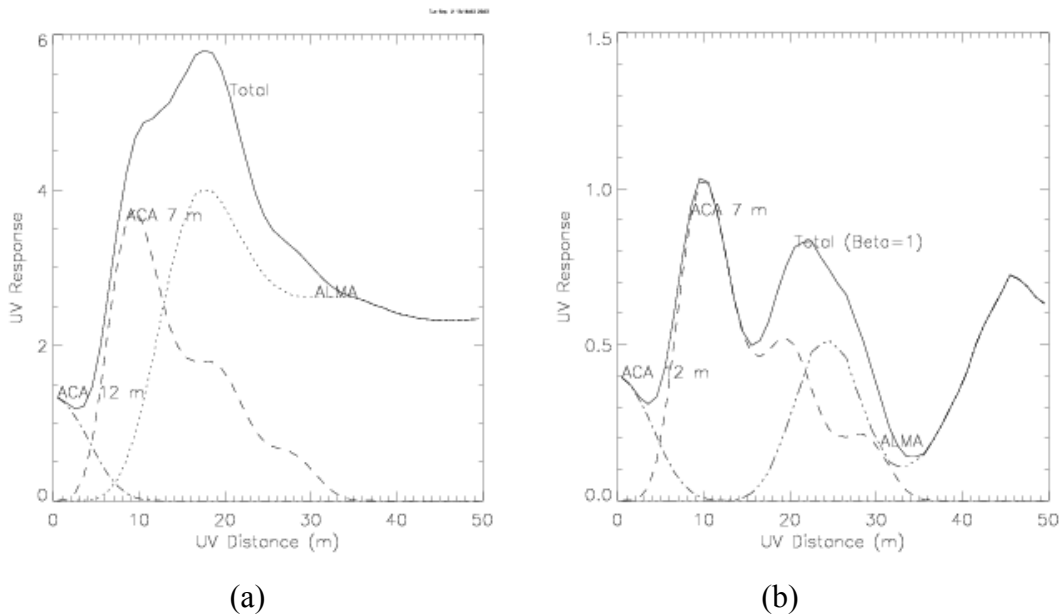 6
4
2
0
UV Response
Total
ACA 7 m
ALMA
ACA 12 m
0 10 20 30 40 50
UV Distance (m)
(a)
1.5
1.0
0.5
0.0
UV Response
ACA 7 m
Total (Beta=1)
ACA 12 m
ALMA
0 10 20 30 40 50
UV Distance (m)
(b)